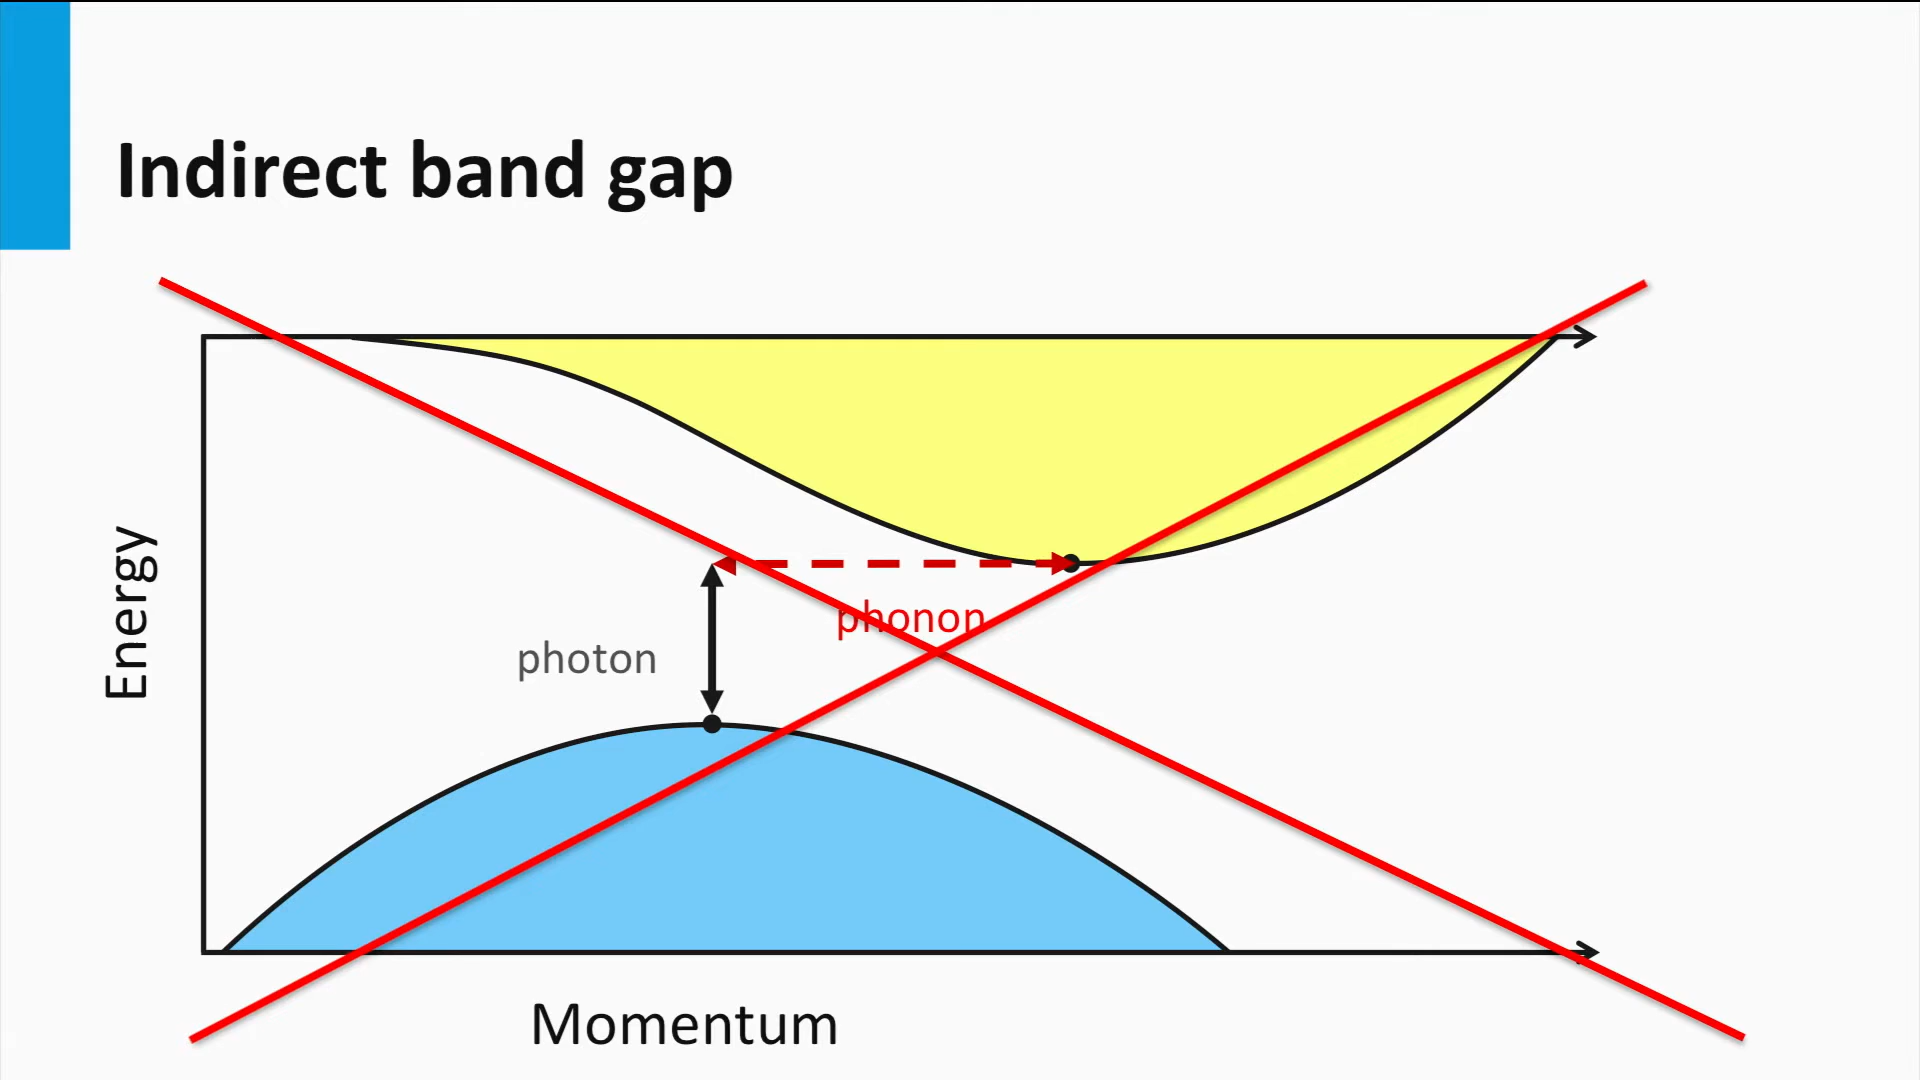 Indirect band gap
Energy
phonon
photon
Momentum